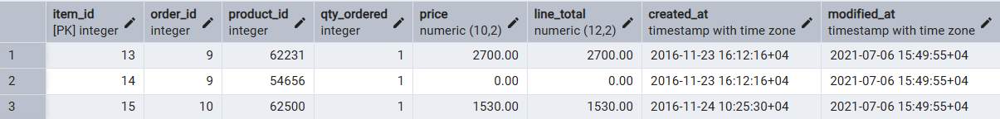 item_id order_id product_id qty_ordered price line_total created_at modified_at
[PK] integer integer integer integer numeric (10,2) numeric (12,2) timestamp with time zone timestamp with time zone
1 13 9 62231 1 2700.00 2700.00 2016-11-23 16:12:16+04 2021-07-06 15:49:55+04
2 14 9 54656 1 0.00 0.00 2016-11-23 16:12:16+04 2021-07-06 15:49:55+04
3 15 10 62500 1 1530.00 1530.00 2016-11-24 10:25:30+04 2021-07-06 15:49:55+04